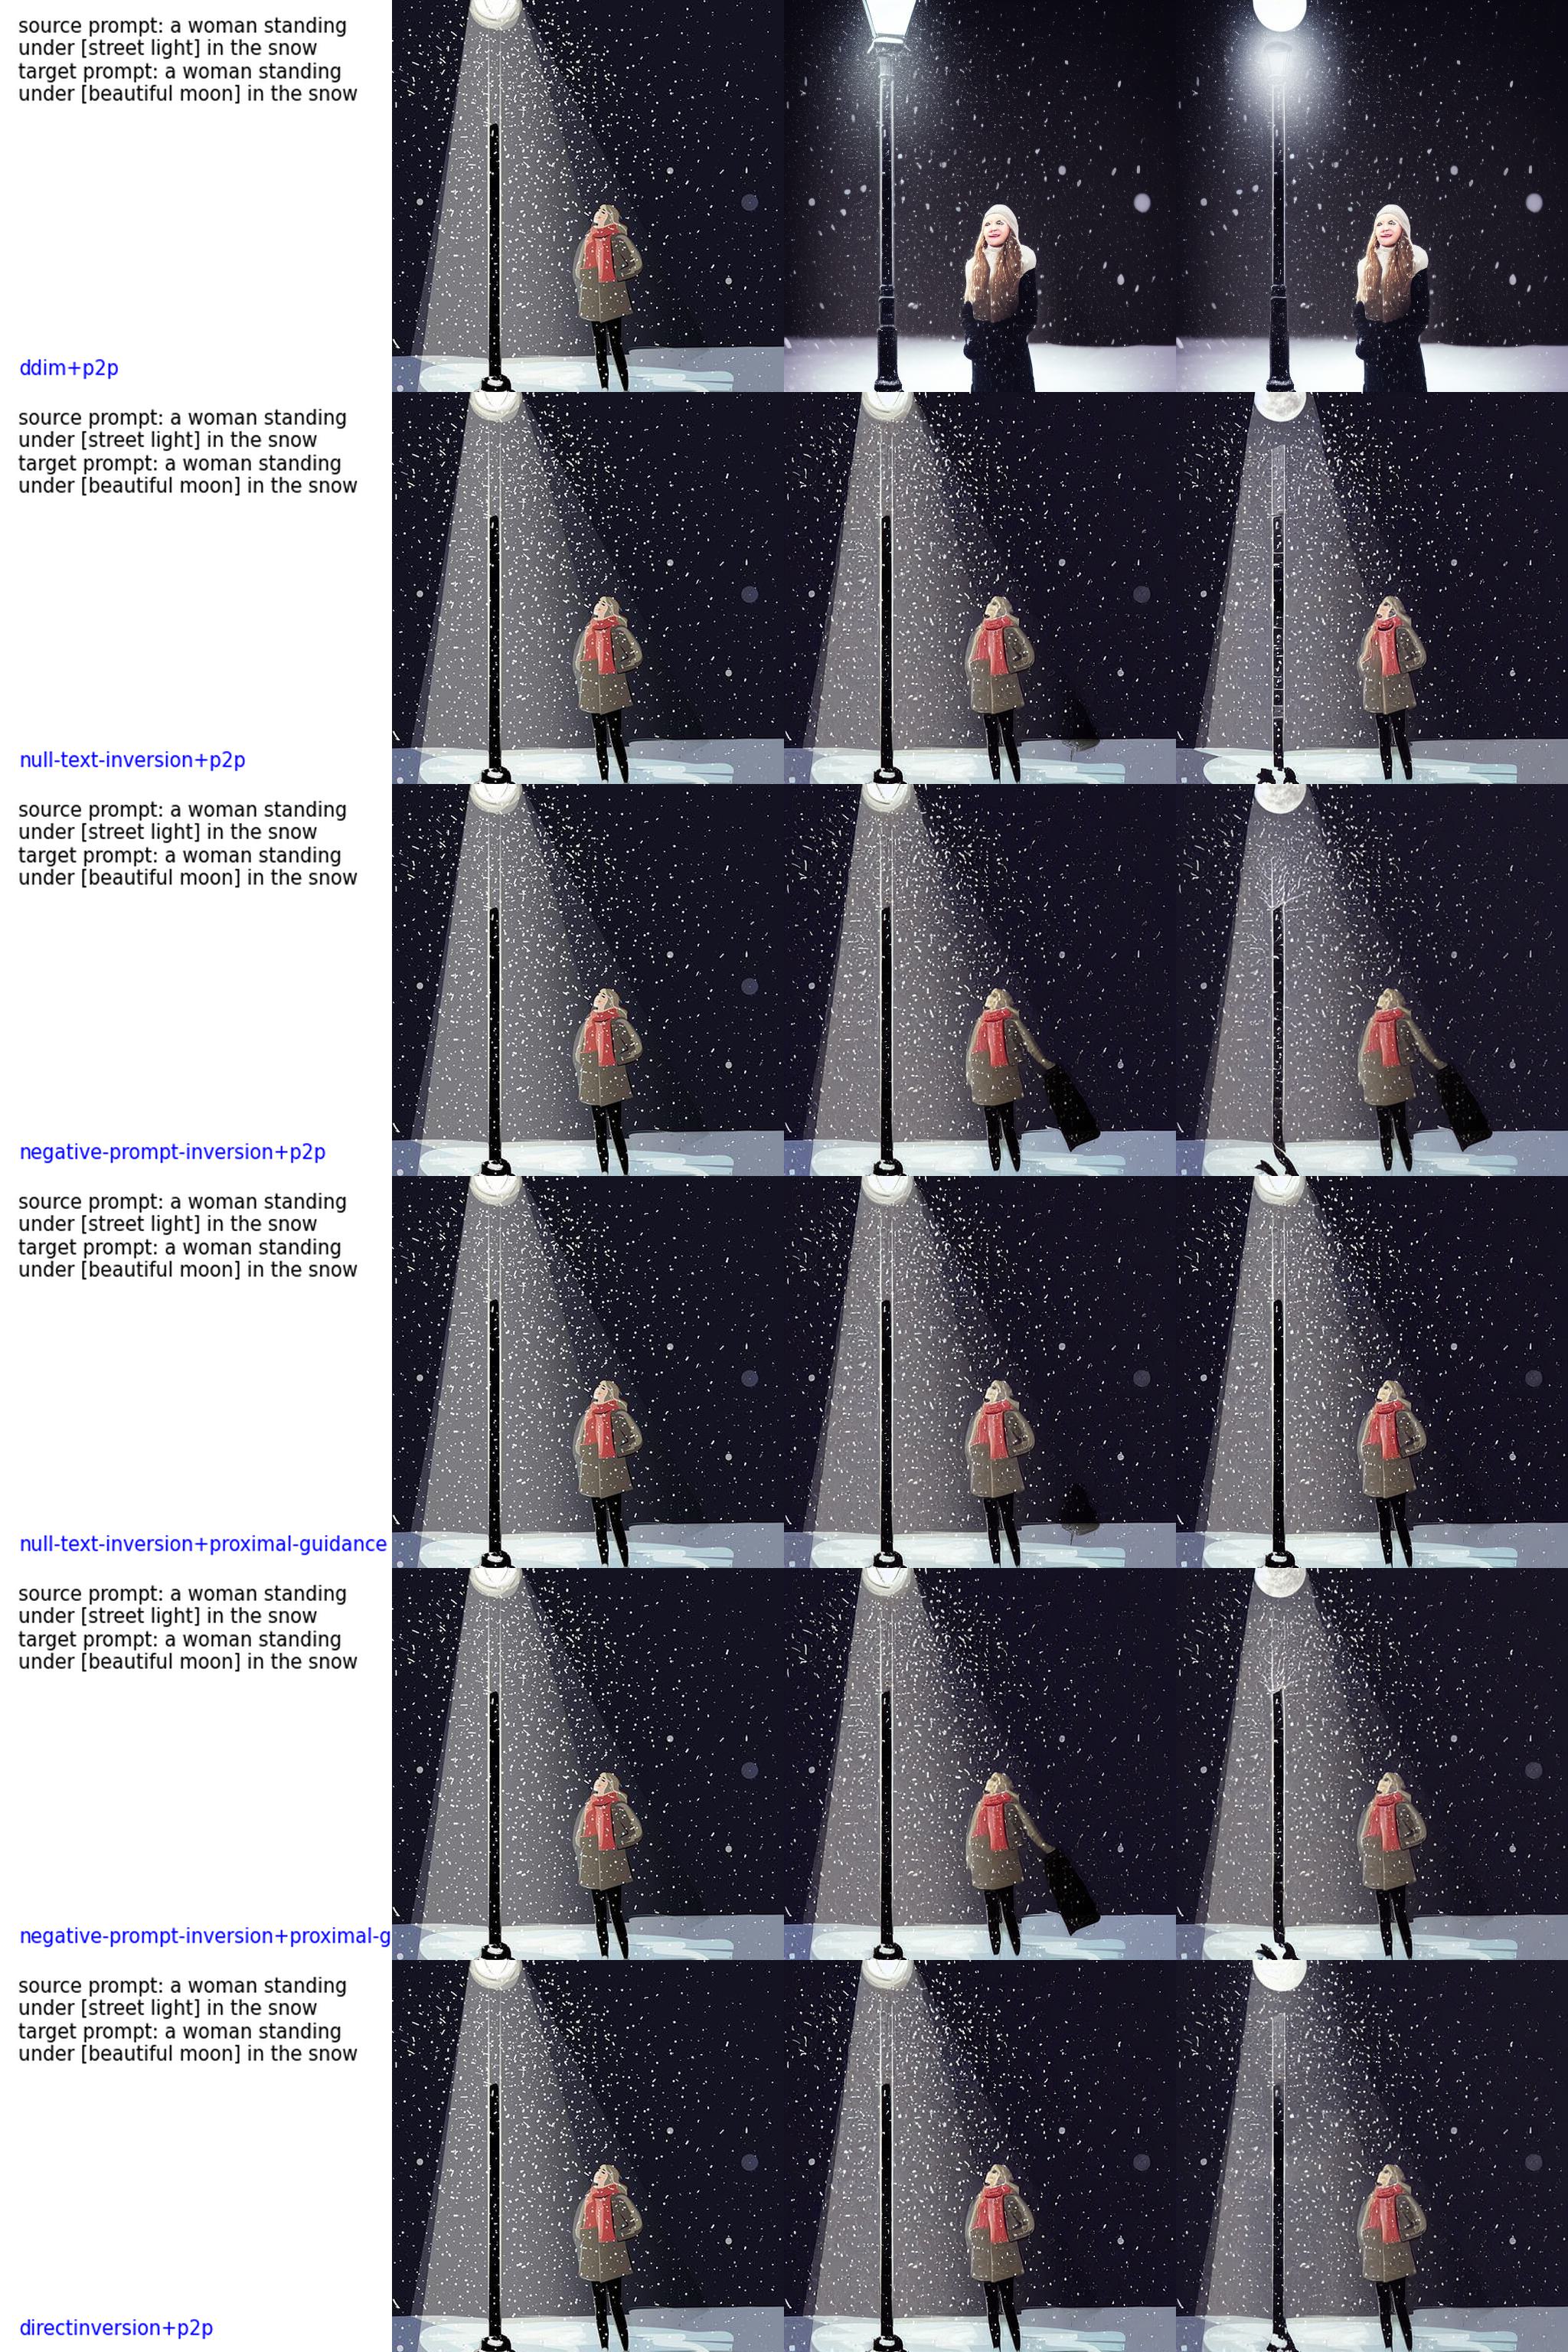 source prompt: a woman standing
under [street light] in the snow
target prompt: a woman standing
under [beautiful moon] in the snow
ddim+p2p
source prompt: a woman standing
under [street light] in the snow
target prompt: a woman standing
under [beautiful moon] in the snow
null-text-inversion+p2p
source prompt: a woman standing
under [street light] in the snow
target prompt: a woman standing
under [beautiful moon] in the snow
negative-prompt-inversion+p2p
source prompt: a woman standing
under [street light] in the snow
target prompt: a woman standing
under [beautiful moon] in the snow
null-text-inversion+proximal-guidance
source prompt: a woman standing
under [street light] in the snow
target prompt: a woman standing
under [beautiful moon] in the snow
negative-prompt-inversion+proximal-g
source prompt: a woman standing
under [street light] in the snow
target prompt: a woman standing
under [beautiful moon] in the snow
directinversion+p2p